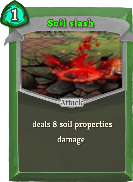 1
Soil slash
Attack
deals 8 soil properties
damage